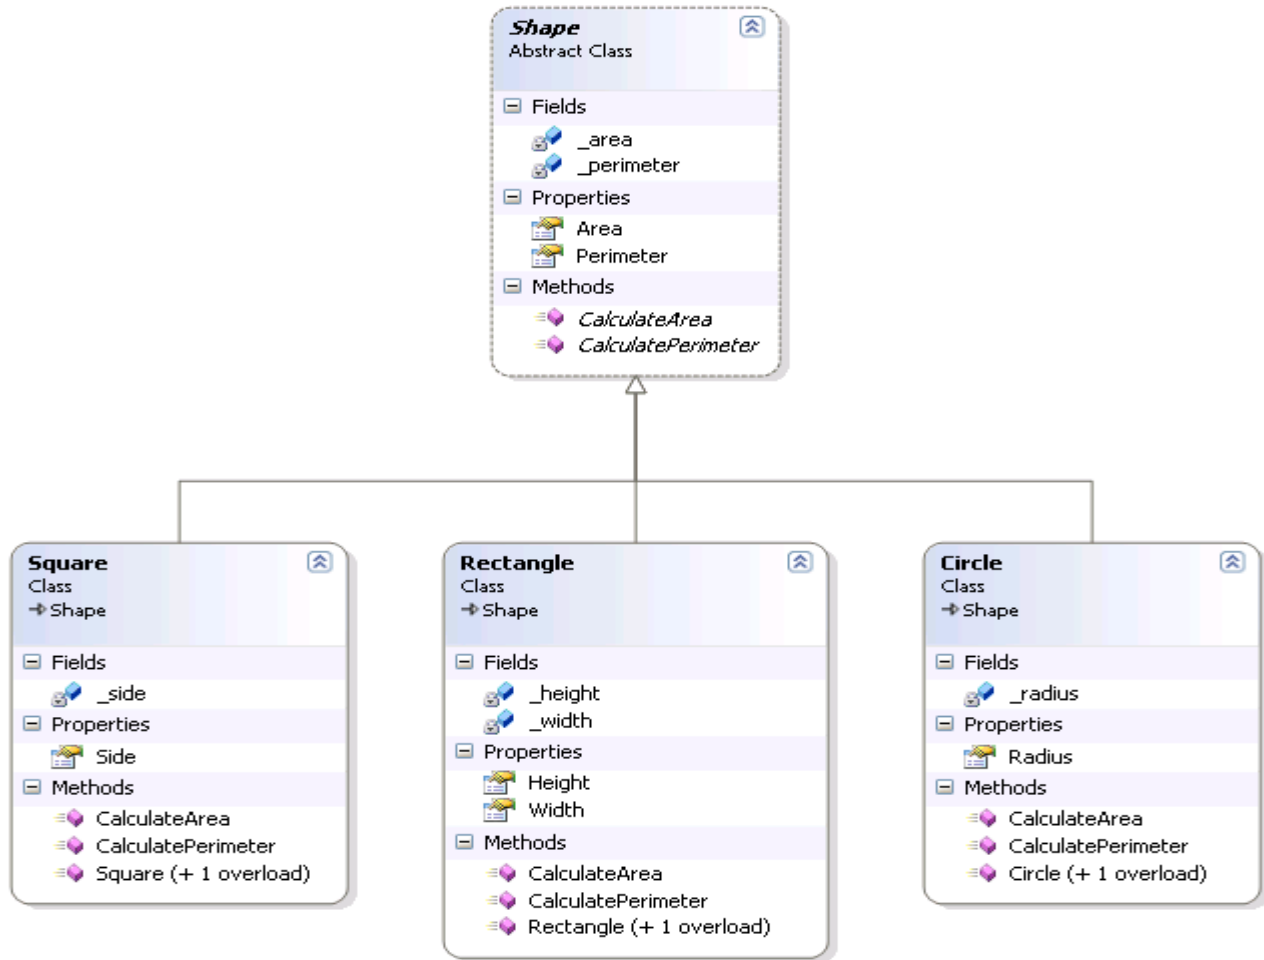 Shape
Abstract Class
Fields
_area
_perimeter
Properties
Area
Perimeter
Methods
CalculateArea
CalculatePerimeter
Square
Class
Shape
Fields
_side
Properties
Side
Methods
CalculateArea
CalculatePerimeter
Square (+ 1 overload)
Rectangle
Class
Shape
Fields
_height
_width
Properties
Height
Width
Methods
CalculateArea
CalculatePerimeter
Rectangle (+ 1 overload)
Circle
Class
Shape
Fields
_radius
Properties
Radius
Methods
CalculateArea
CalculatePerimeter
Circle (+ 1 overload)